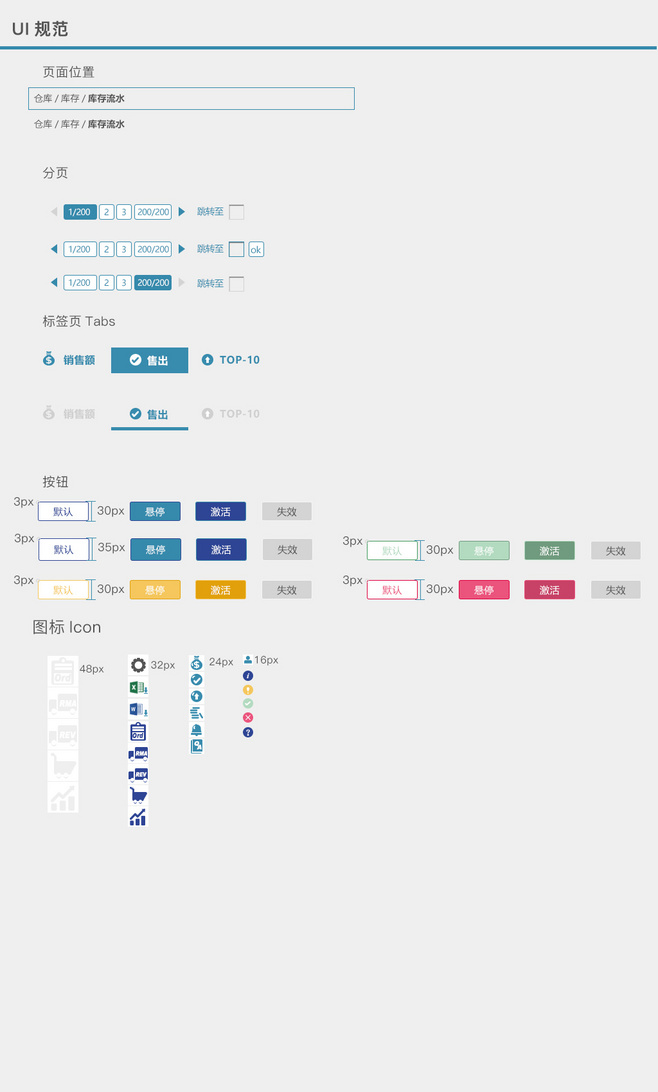 UI 规范
页面位置
仓库 / 库存 / 库存流水
仓库 / 库存 / 库存流水
分页
1/200 2 3 200/200 跳转至
1/200 2 3 200/200 跳转至 ok
1/200 2 3 200/200 跳转至
标签页 Tabs
销售额 售出 TOP-10
销售额 售出 TOP-10
按钮
3px 默认 30px 悬停 激活 失效
3px 默认 35px 悬停 激活 失效
3px 默认 30px 悬停 激活 失效
3px 默认 30px 悬停 激活 失效
3px 默认 30px 悬停 激活 失效
图标 Icon
48px 32px 24px 16px
Ord
RMA
REV
Ord
RMA
REV